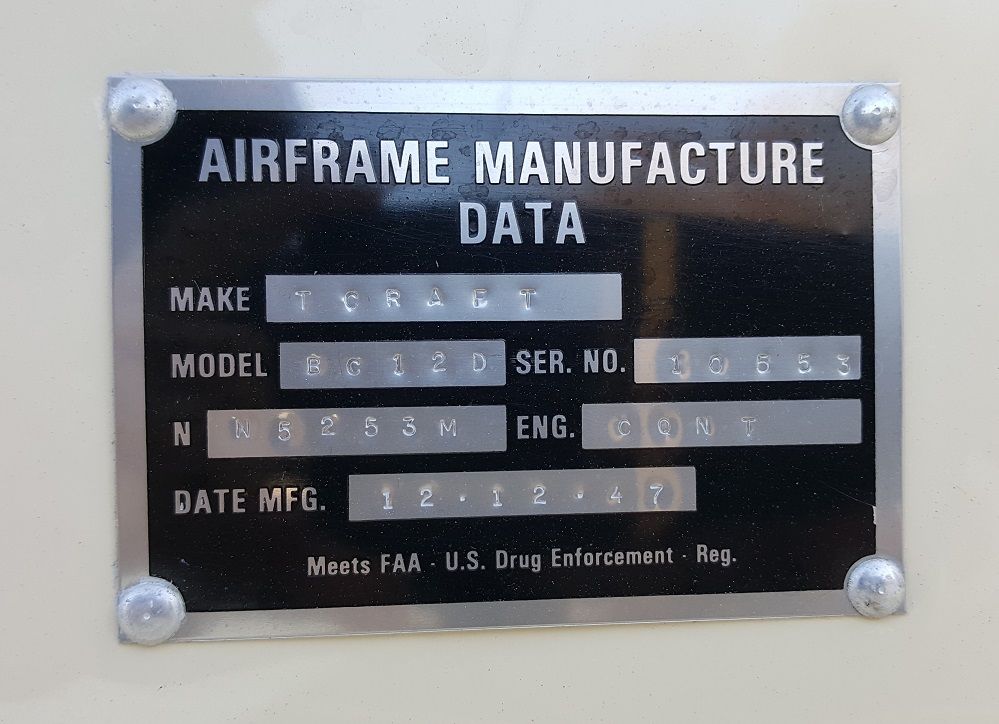 AIRFRAME MANUFACTURE
DATA
MAKE TCRAFT
MODEL BC12D SER. NO. 10553
N N5253M ENG. CONT
DATE MFG. 12·12·47
Meets FAA · U.S. Drug Enforcement · Reg.